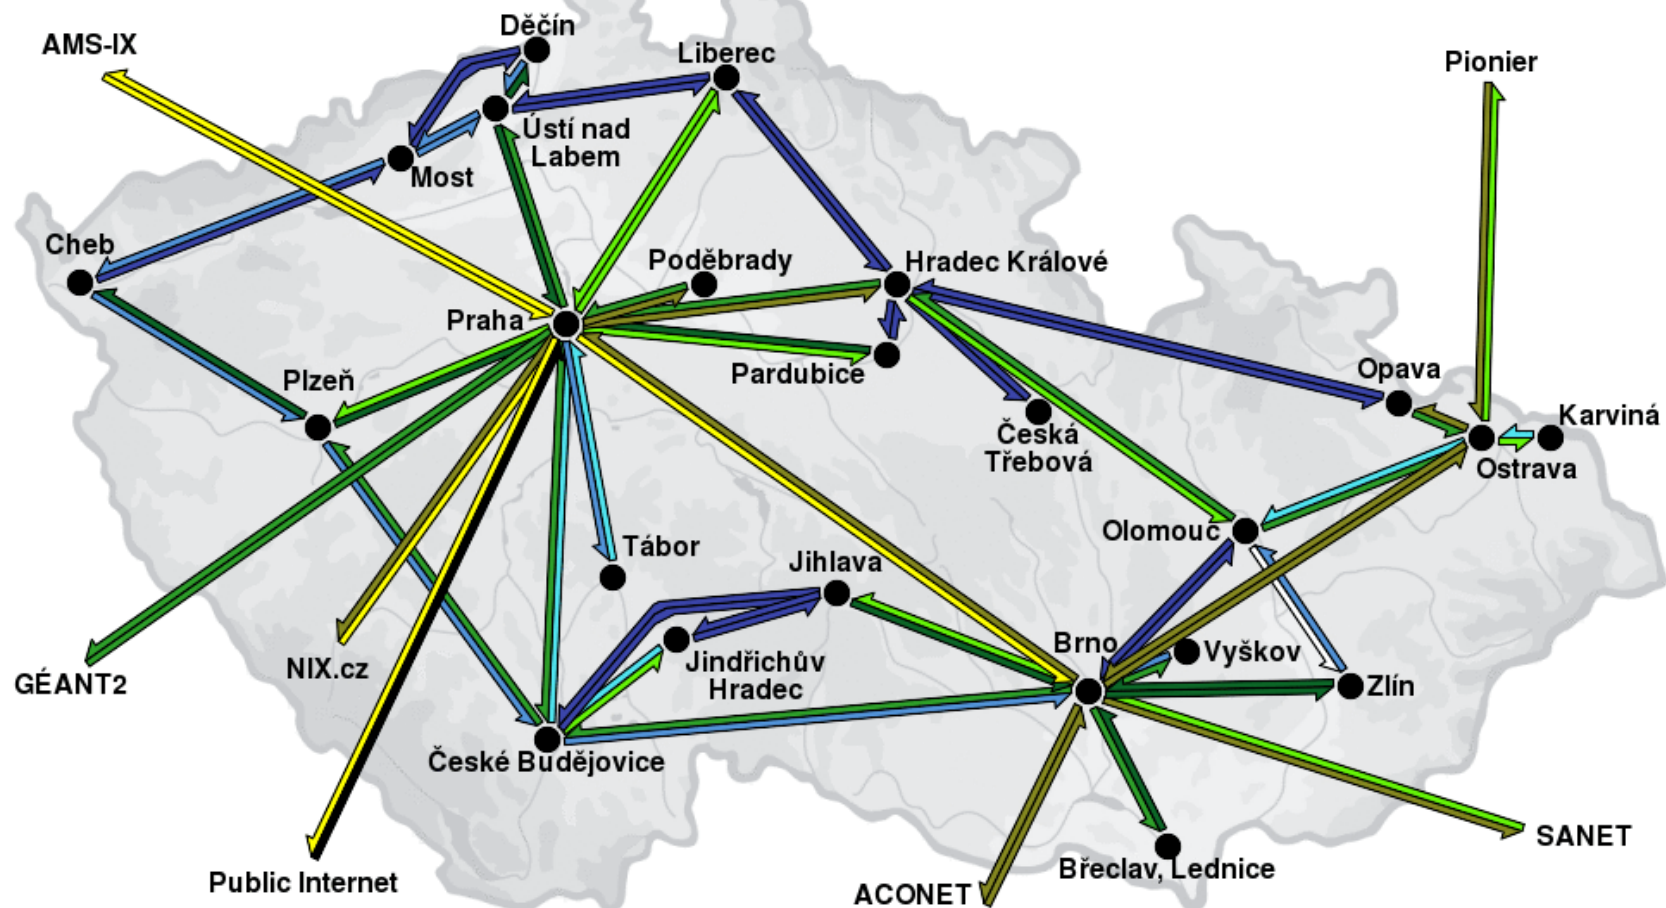 Děčín
AMS-IX
Liberec
Pionier
Ústí nad
Labem
Most
Cheb
Poděbrady
Hradec Králové
Praha
Pardubice
Plzeň
Opava
Karviná
Česká
Třebová
Ostrava
Olomouc
Tábor
Jihlava
Brno
Vyškov
NIX.cz
Jindřichův
Hradec
GÉANT2
Zlín
České Budějovice
SANET
Břeclav, Lednice
Public Internet
ACONET